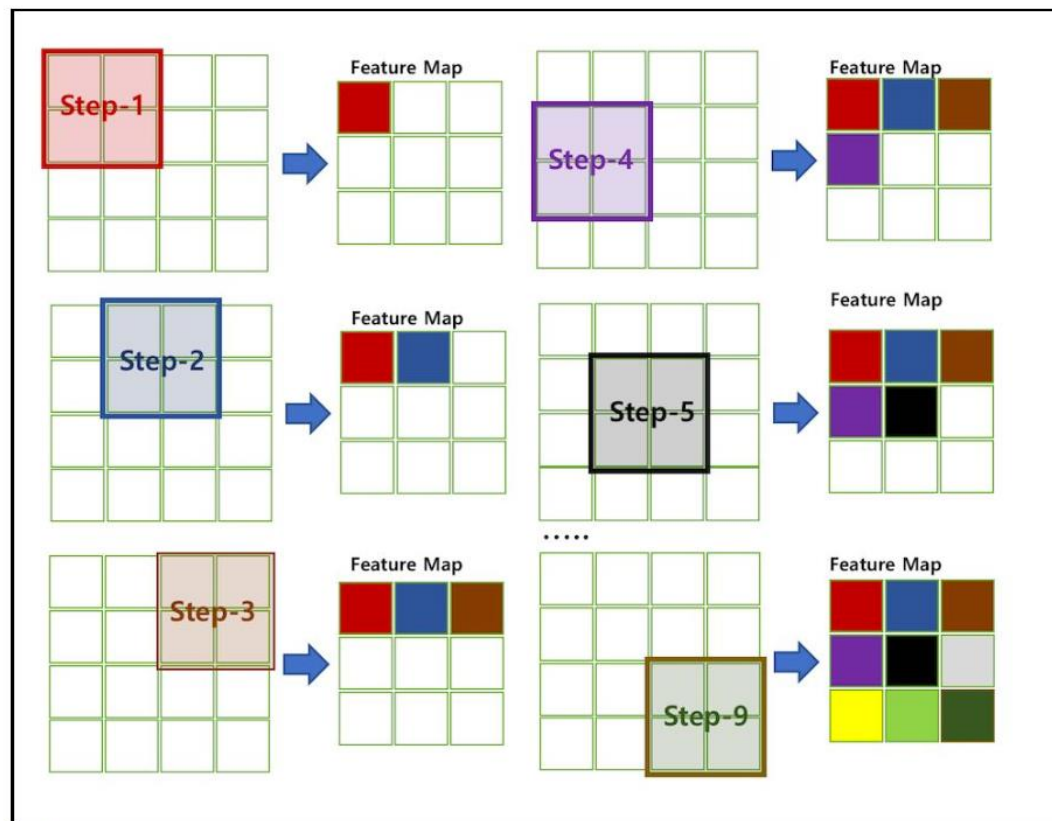 Step-1
Feature Map
Step-2
Feature Map
Step-3
Feature Map
Step-4
Feature Map
Step-5
Feature Map
.....
Step-9
Feature Map